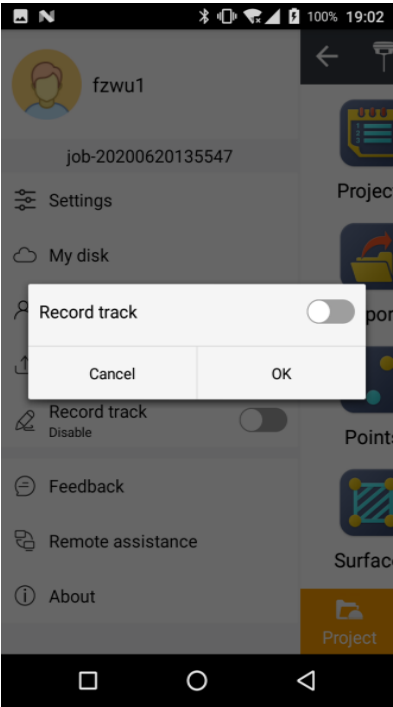 100% 19:02
fzwu1
job-20200620135547
Settings
Projec
My disk
Record track
por
Cancel
OK
Record track
Disable
Points
Feedback
Remote assistance
Surfac
About
Project